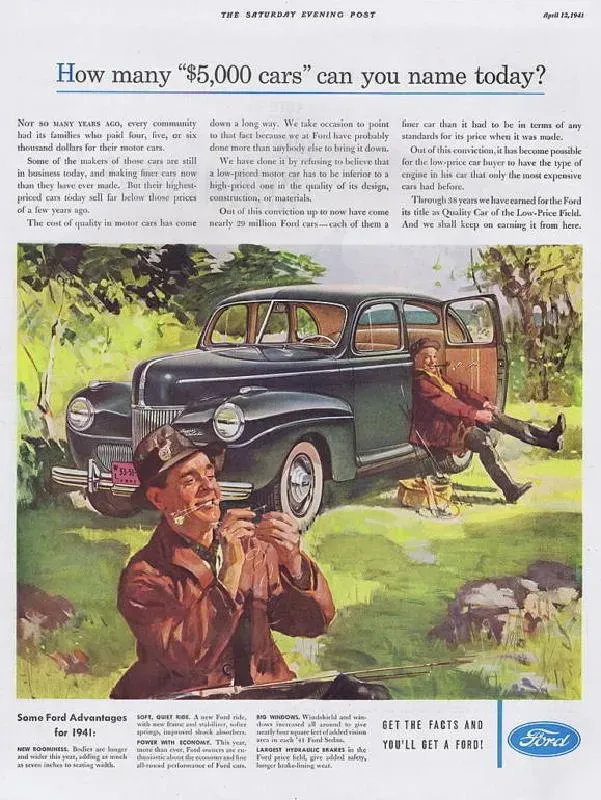 THE SATURDAY EVENING POST
April 12, 1941
How many “$5,000 cars” can you name today?
NOT SO MANY YEARS AGO, every community
had its families who paid four, five, or six
thousand dollars for their motor cars.
Some of the makers of those cars are still
in business today, and making finer cars now
than they have ever made. But their highest-
priced cars today sell far below those prices
of a few years ago.
The cost of quality in motor cars has come
down a long way. We take occasion to point
to that fact because we at Ford have probably
done more than anybody else to bring it down.
We have done it by refusing to believe that
a low-priced motor car has to be inferior to a
high-priced one in the quality of its design,
construction, or materials.
Out of this conviction up to now have come
nearly 29 million Ford cars—each of them a
finer car than it had to be in terms of any
standards for its price when it was made.
Out of this conviction, it has become possible
for the low-price car buyer to have the type of
engine in his car that only the most expensive
cars had before.
Through 38 years we have earned for the Ford
its title as Quality Car of the Low-Price Field.
And we shall keep on earning it from here.
Some Ford Advantages
for 1941:
NEW ROOMINESS. Bodies are longer
and wider this year, adding as much
as seven inches to seating width.
SOFT, QUIET RIDE. A new Ford ride,
with new frame and stabilizer, softer
springs, improved shock absorbers.
POWER WITH ECONOMY. This year,
more than ever, Ford owners are en-
thusiastic about the economy and fine
all-round performance of Ford cars.
BIG WINDOWS. Windshield and win-
dows increased all around to give
nearly four square feet of added vision
area in each '41 Ford Sedan.
LARGEST HYDRAULIC BRAKES in the
Ford price field, give added safety,
longer brake-lining wear.
GET THE FACTS AND
YOU'LL GET A FORD!
Ford